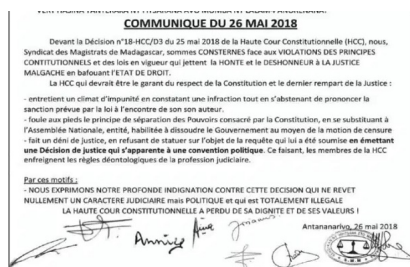 COMMUNIQUE DU 26 MAI 2018
Devant la Décision n°18-HCC/D3 du 25 mai 2018 de la Haute Cour Constitutionnelle (HCC), nous,
Syndicat des Magistrats de Madagascar, sommes CONSTERNES face aux VIOLATIONS DES PRINCIPES
CONTITUTIONNELS et des lois en vigueur qui jettent la HONTE et le DESHONNEUR à LA JUSTICE
MALGACHE en bafouant l'ETAT DE DROIT.
La HCC qui devrait être le garant du respect de la Constitution et le dernier rempart de la Justice :
- entretient un climat d'impunité en constatant une infraction tout en s'abstenant de prononcer la
sanction prévue par la loi à l'encontre de son auteur.
- foule aux pieds le principe de séparation des Pouvoirs consacré par la Constitution, en se substituant à
l'Assemblée Nationale, entité, habilitée à dissoudre le Gouvernement au moyen de la motion de censure
- fait un déni de justice, en refusant de statuer sur l'objet de la requête qui lui a été soumise en émettant
une Décision de justice qui s'apparente à une convention politique. Ce faisant, les membres de la HCC
enfreignent les règles déontologiques de la profession judiciaire.
Par ces motifs :
- NOUS EXPRIMONS NOTRE PROFONDE INDIGNATION CONTRE CETTE DECISION QUI NE REVET
NULLEMENT UN CARACTERE JUDICIAIRE mais POLITIQUE et qui est TOTALEMENT ILLEGALE
LA HAUTE COUR CONSTITUTIONNELLE A PERDU DE SA DIGNITE ET DE SES VALEURS !
Antananarivo, 26 mai 2018